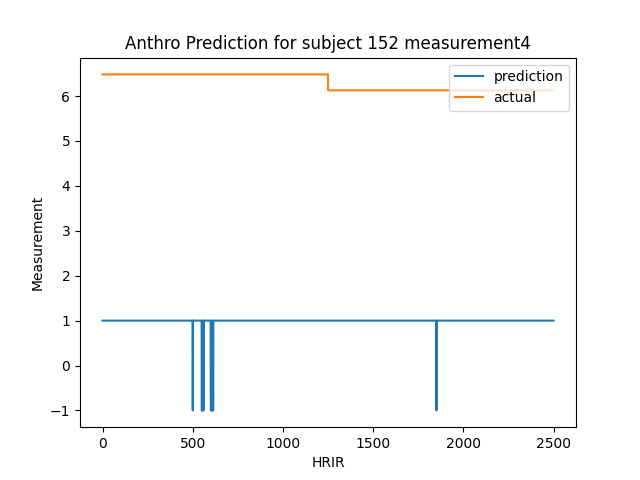 Anthro Prediction for subject 152 measurement4
prediction
actual
Measurement
6
5
4
3
2
1
0
−1
0 500 1000 1500 2000 2500
HRIR